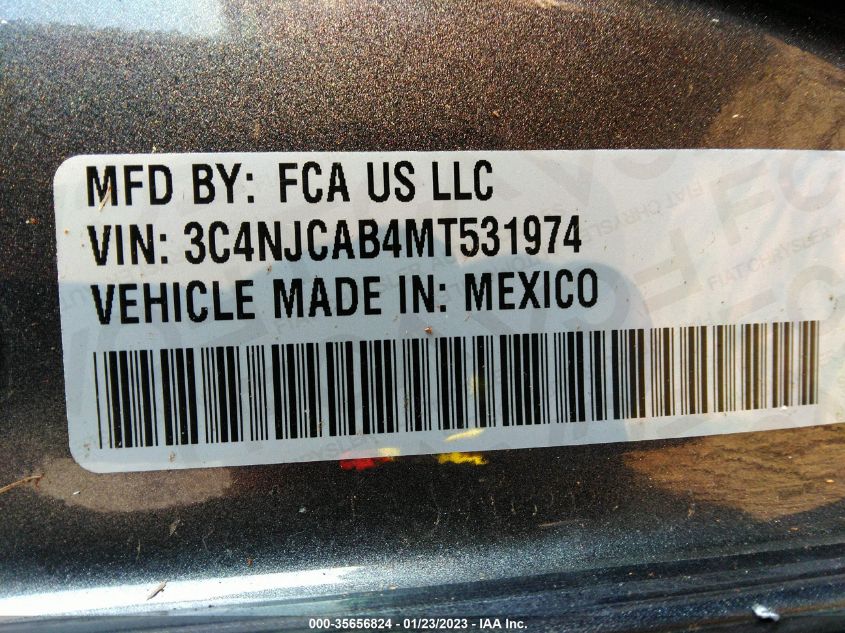 MFD BY: FCA US LLC
VIN: 3C4NJCAB4MT531974
VEHICLE MADE IN: MEXICO
000-35656824 - 01/23/2023 - IAA Inc.